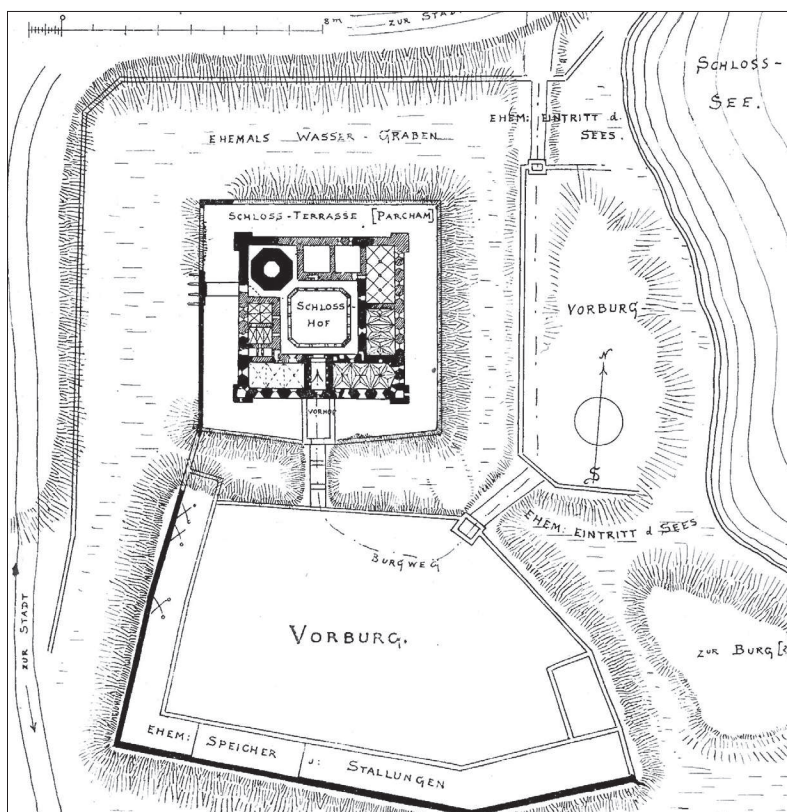 8 m
ZUR STADT
SCHLOSS-
SEE.
EHEM: EINTRITT d.
SEES.
EHEMALS WASSER-GRABEN
SCHLOSS-TERRASSE [PARCHAM]
SCHLOSS
HOF
VORBURG
N
VORHOF
S
EHEM: EINTRITT d SEES
BURGWEG
ZUR STADT
VORBURG.
ZUR BURG
EHEM: SPEICHER u: STALLUNGEN